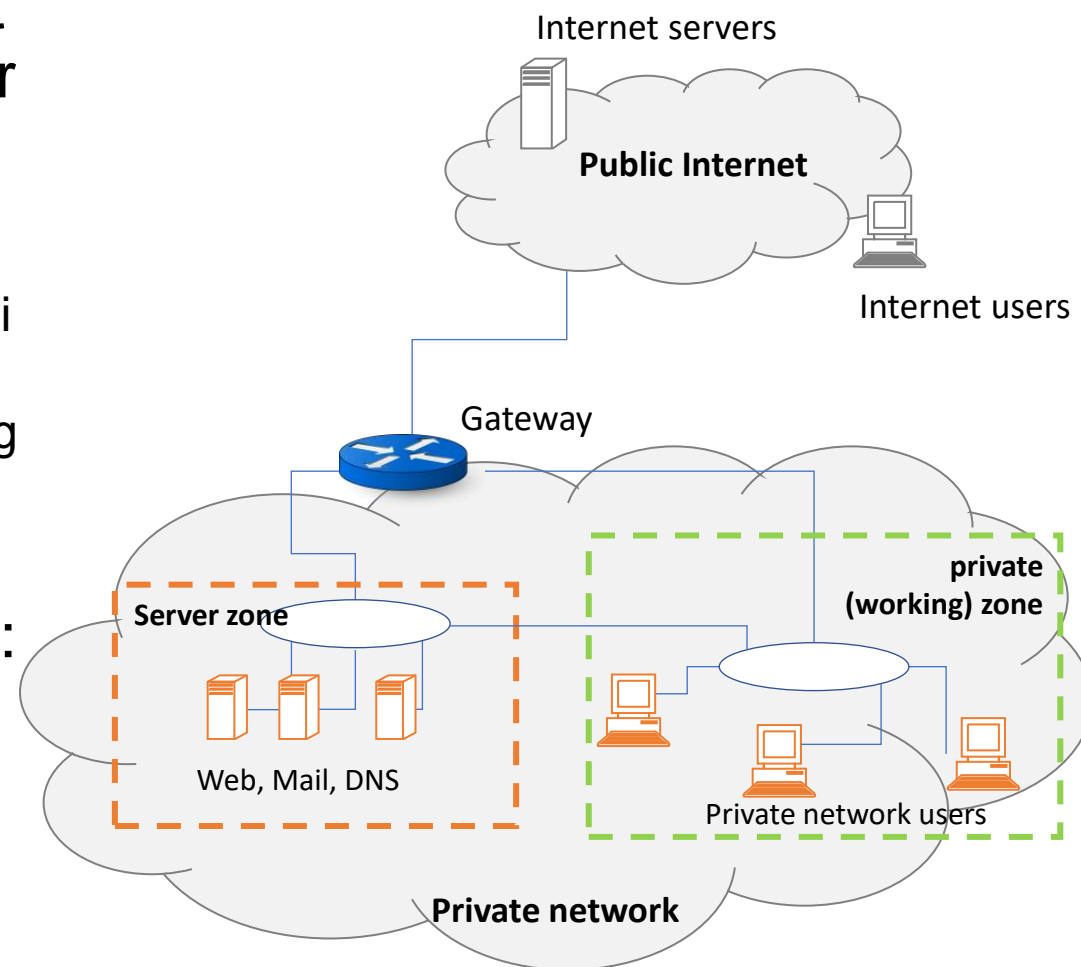 r
i
g
:
Internet servers
Public Internet
Internet users
Gateway
private
(working) zone
Server zone
Web, Mail, DNS
Private network users
Private network